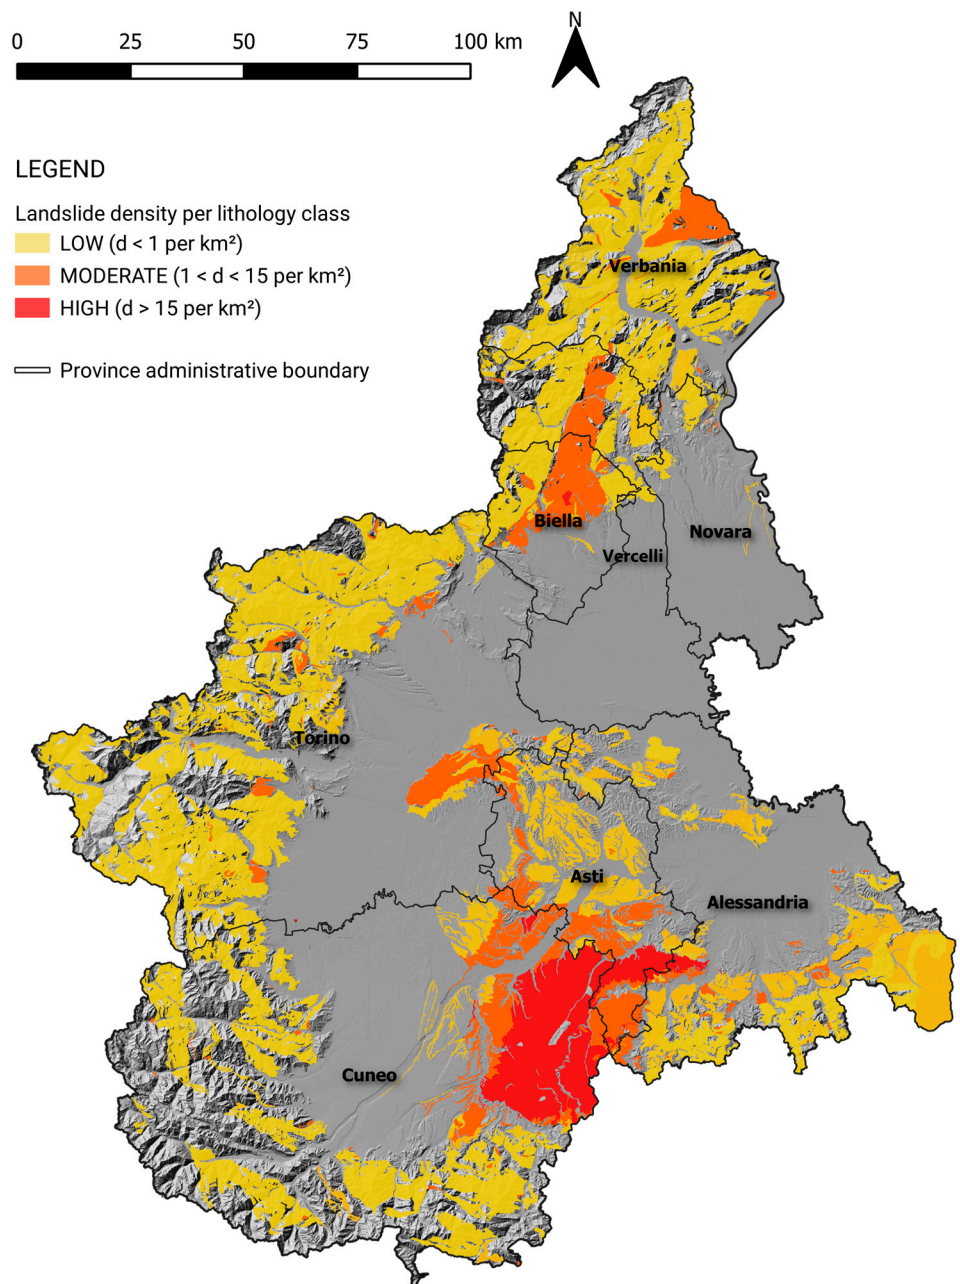 0 25 50 75 100 km
N
LEGEND
Landslide density per lithology class
LOW (d < 1 per km²)
MODERATE (1 < d < 15 per km²)
HIGH (d > 15 per km²)
Province administrative boundary
Verbania
Biella
Novara
Vercelli
Torino
Asti
Alessandria
Cuneo